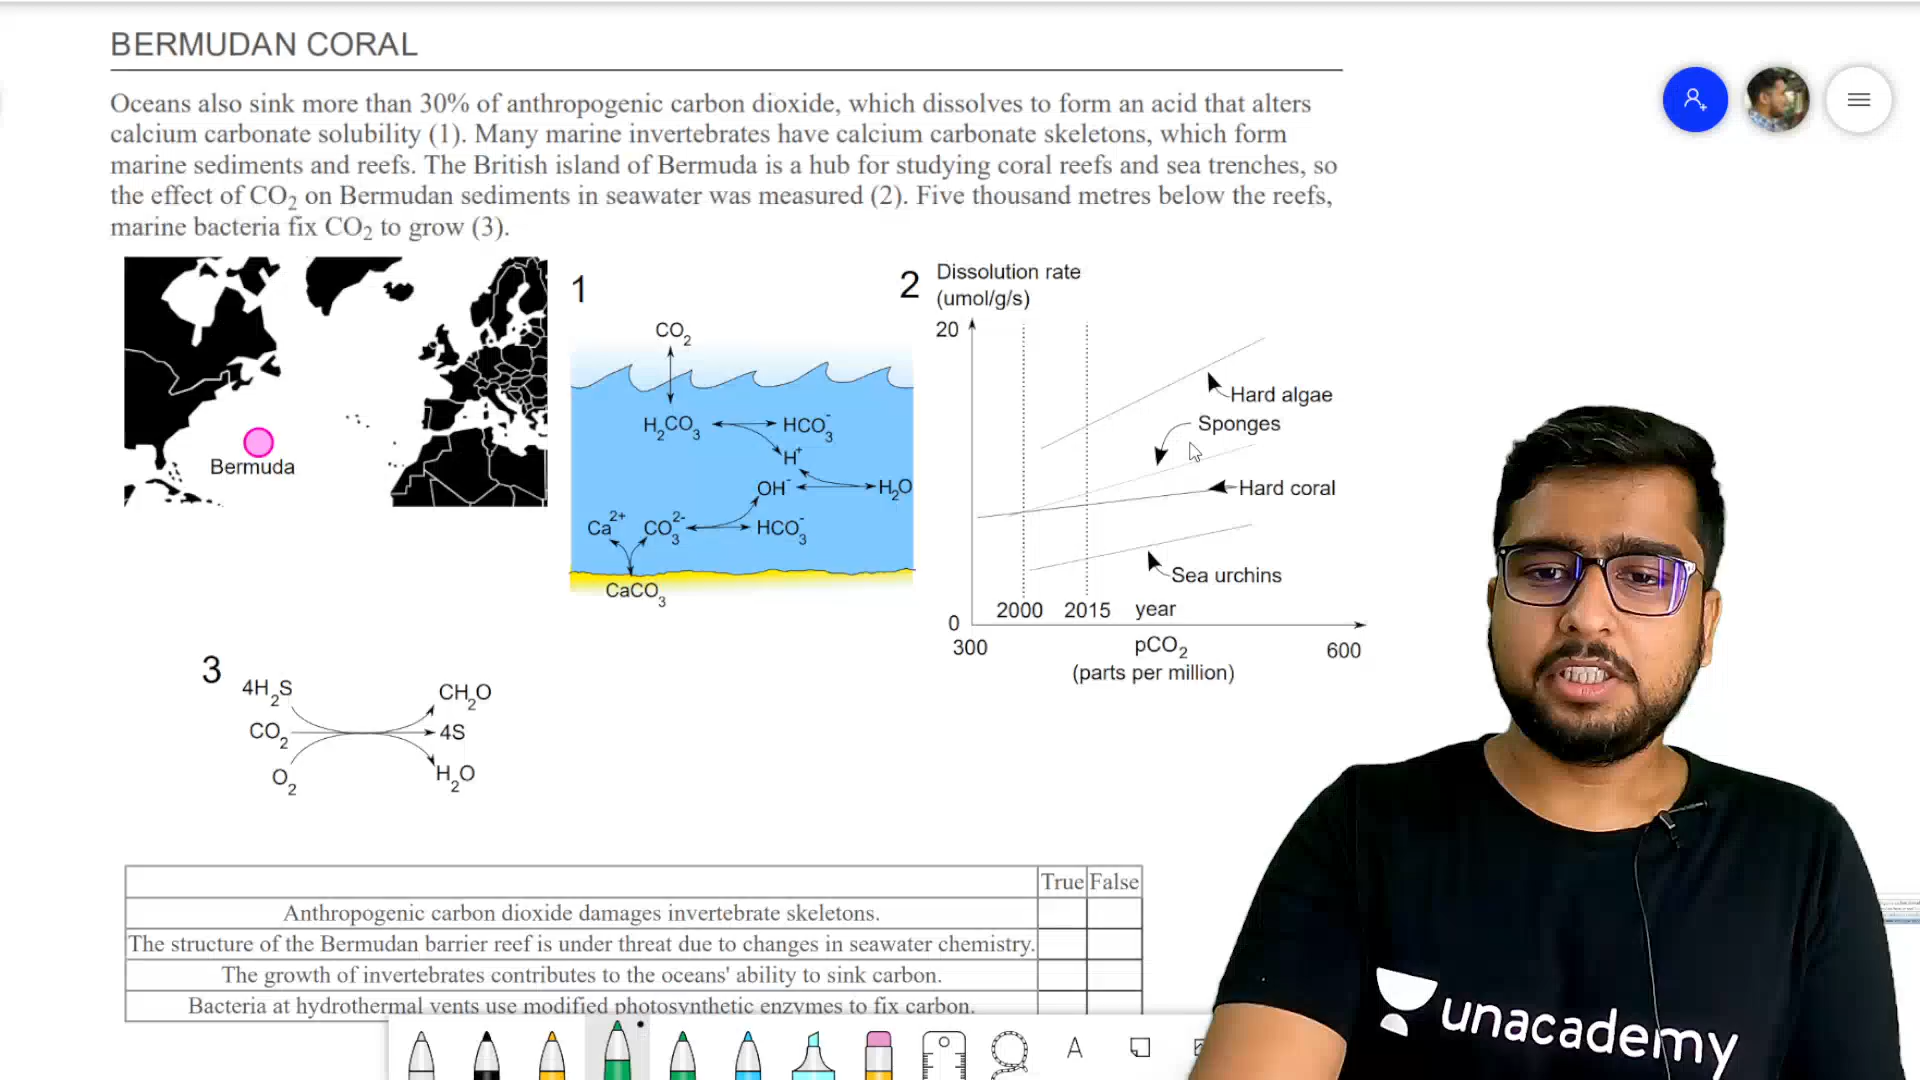 BERMUDAN CORAL
Oceans also sink more than 30% of anthropogenic carbon dioxide, which dissolves to form an acid that alters
calcium carbonate solubility (1). Many marine invertebrates have calcium carbonate skeletons, which form
marine sediments and reefs. The British island of Bermuda is a hub for studying coral reefs and sea trenches, so
the effect of CO2 on Bermudan sediments in seawater was measured (2). Five thousand metres below the reefs,
marine bacteria fix CO2 to grow (3).
Bermuda
1
CO2
H2CO3
HCO3-
H+
OH-
H2O
Ca2+
CO32-
HCO3-
CaCO3
2
Dissolution rate
(umol/g/s)
20
Hard algae
Sponges
Hard coral
Sea urchins
2000 2015 year
0
300 pCO2 600
(parts per million)
3
4H2S
CO2
O2
CH2O
4S
H2O
True False
Anthropogenic carbon dioxide damages invertebrate skeletons.
The structure of the Bermudan barrier reef is under threat due to changes in seawater chemistry.
The growth of invertebrates contributes to the oceans' ability to sink carbon.
Bacteria at hydrothermal vents use modified photosynthetic enzymes to fix carbon.
A
unacademy